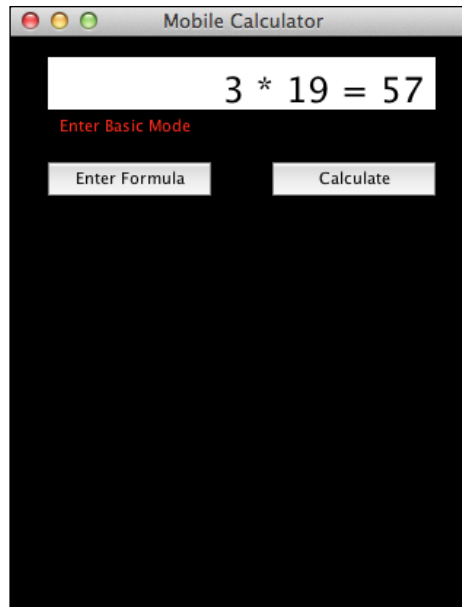 Mobile Calculator
3 * 19 = 57
Enter Basic Mode
Enter Formula
Calculate